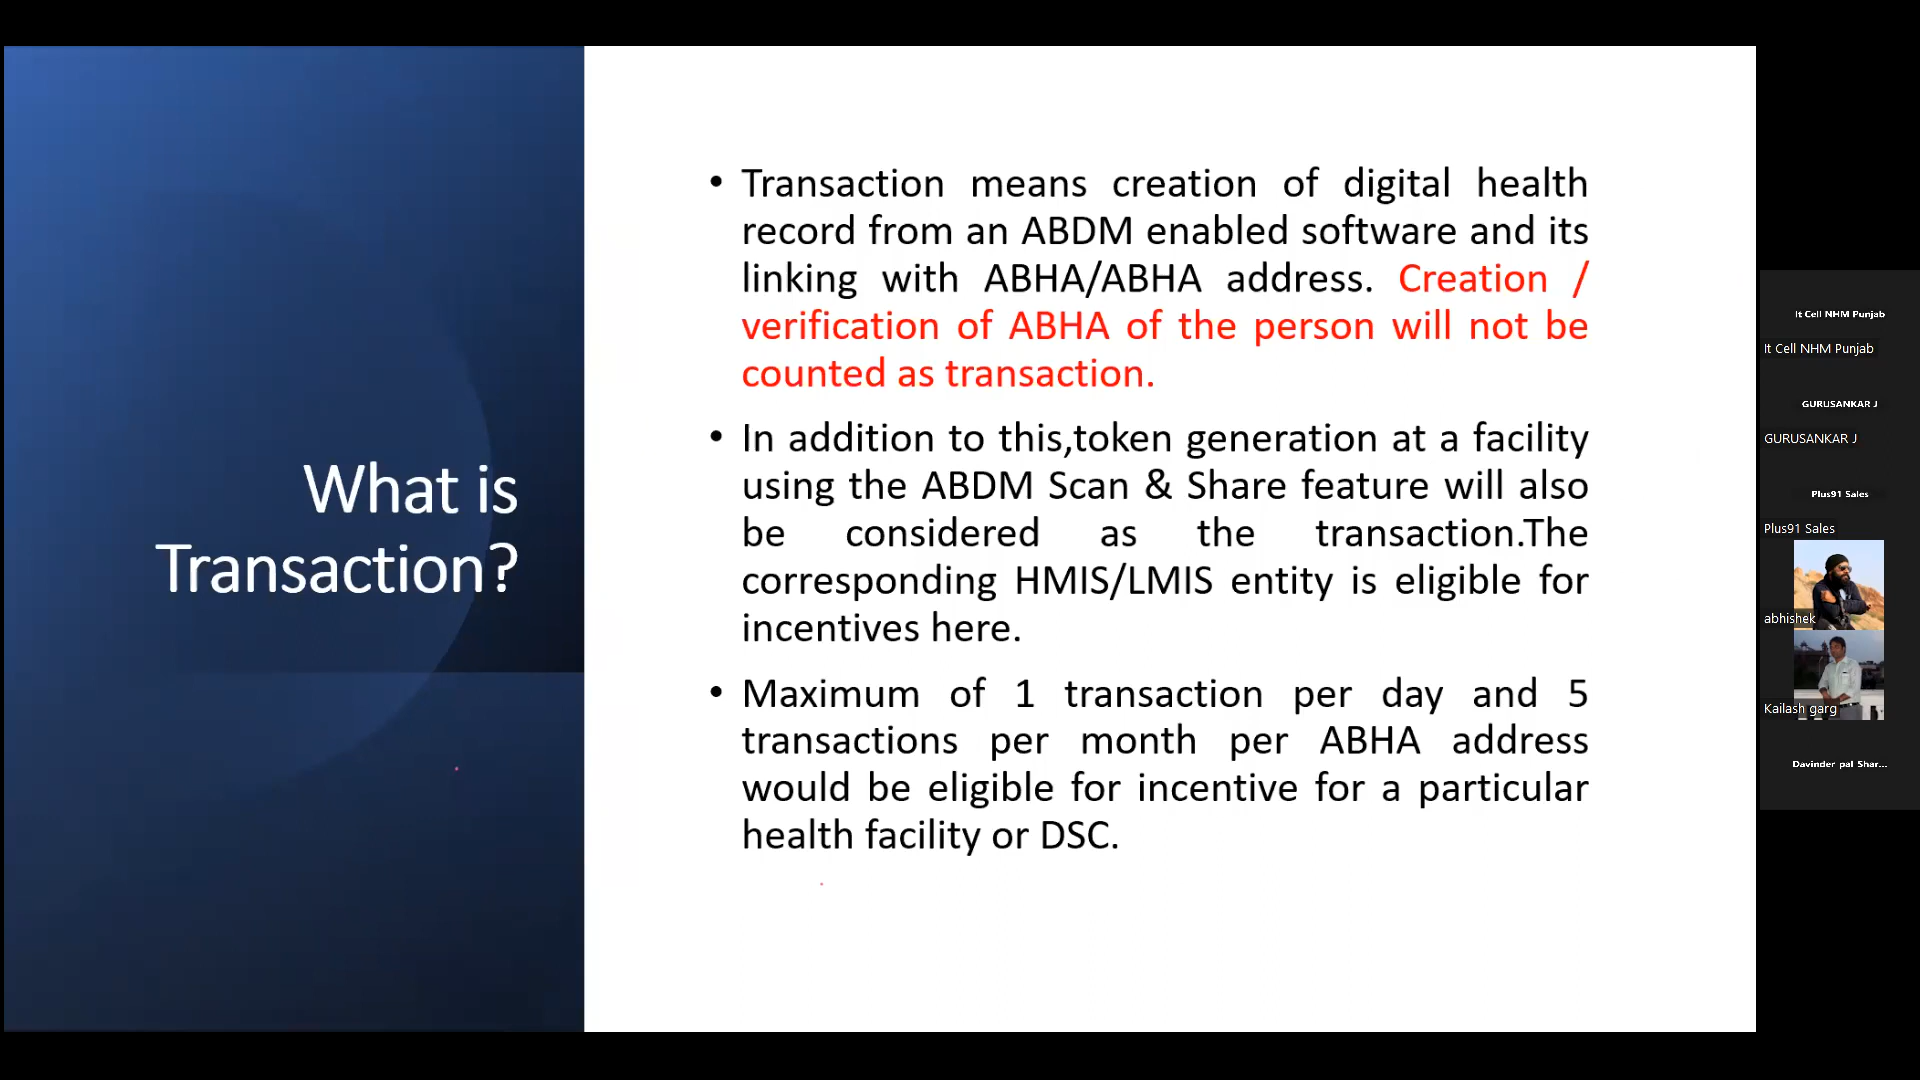 What is
Transaction?
• Transaction means creation of digital health
record from an ABDM enabled software and its
linking with ABHA/ABHA address. Creation /
verification of ABHA of the person will not be
counted as transaction.
• In addition to this,token generation at a facility
using the ABDM Scan & Share feature will also
be considered as the transaction.The
corresponding HMIS/LMIS entity is eligible for
incentives here.
• Maximum of 1 transaction per day and 5
transactions per month per ABHA address
would be eligible for incentive for a particular
health facility or DSC.
It Cell NHM Punjab
It Cell NHM Punjab
GURUSANKAR J
GURUSANKAR J
Plus91 Sales
Plus91 Sales
abhishek
Kailash garg
Davinder pal Shar...